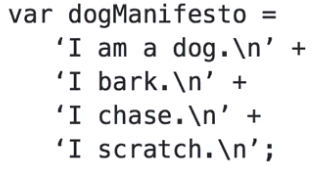 var dogManifesto =
‘I am a dog.\n’ +
‘I bark.\n’ +
‘I chase.\n’ +
‘I scratch.\n’;